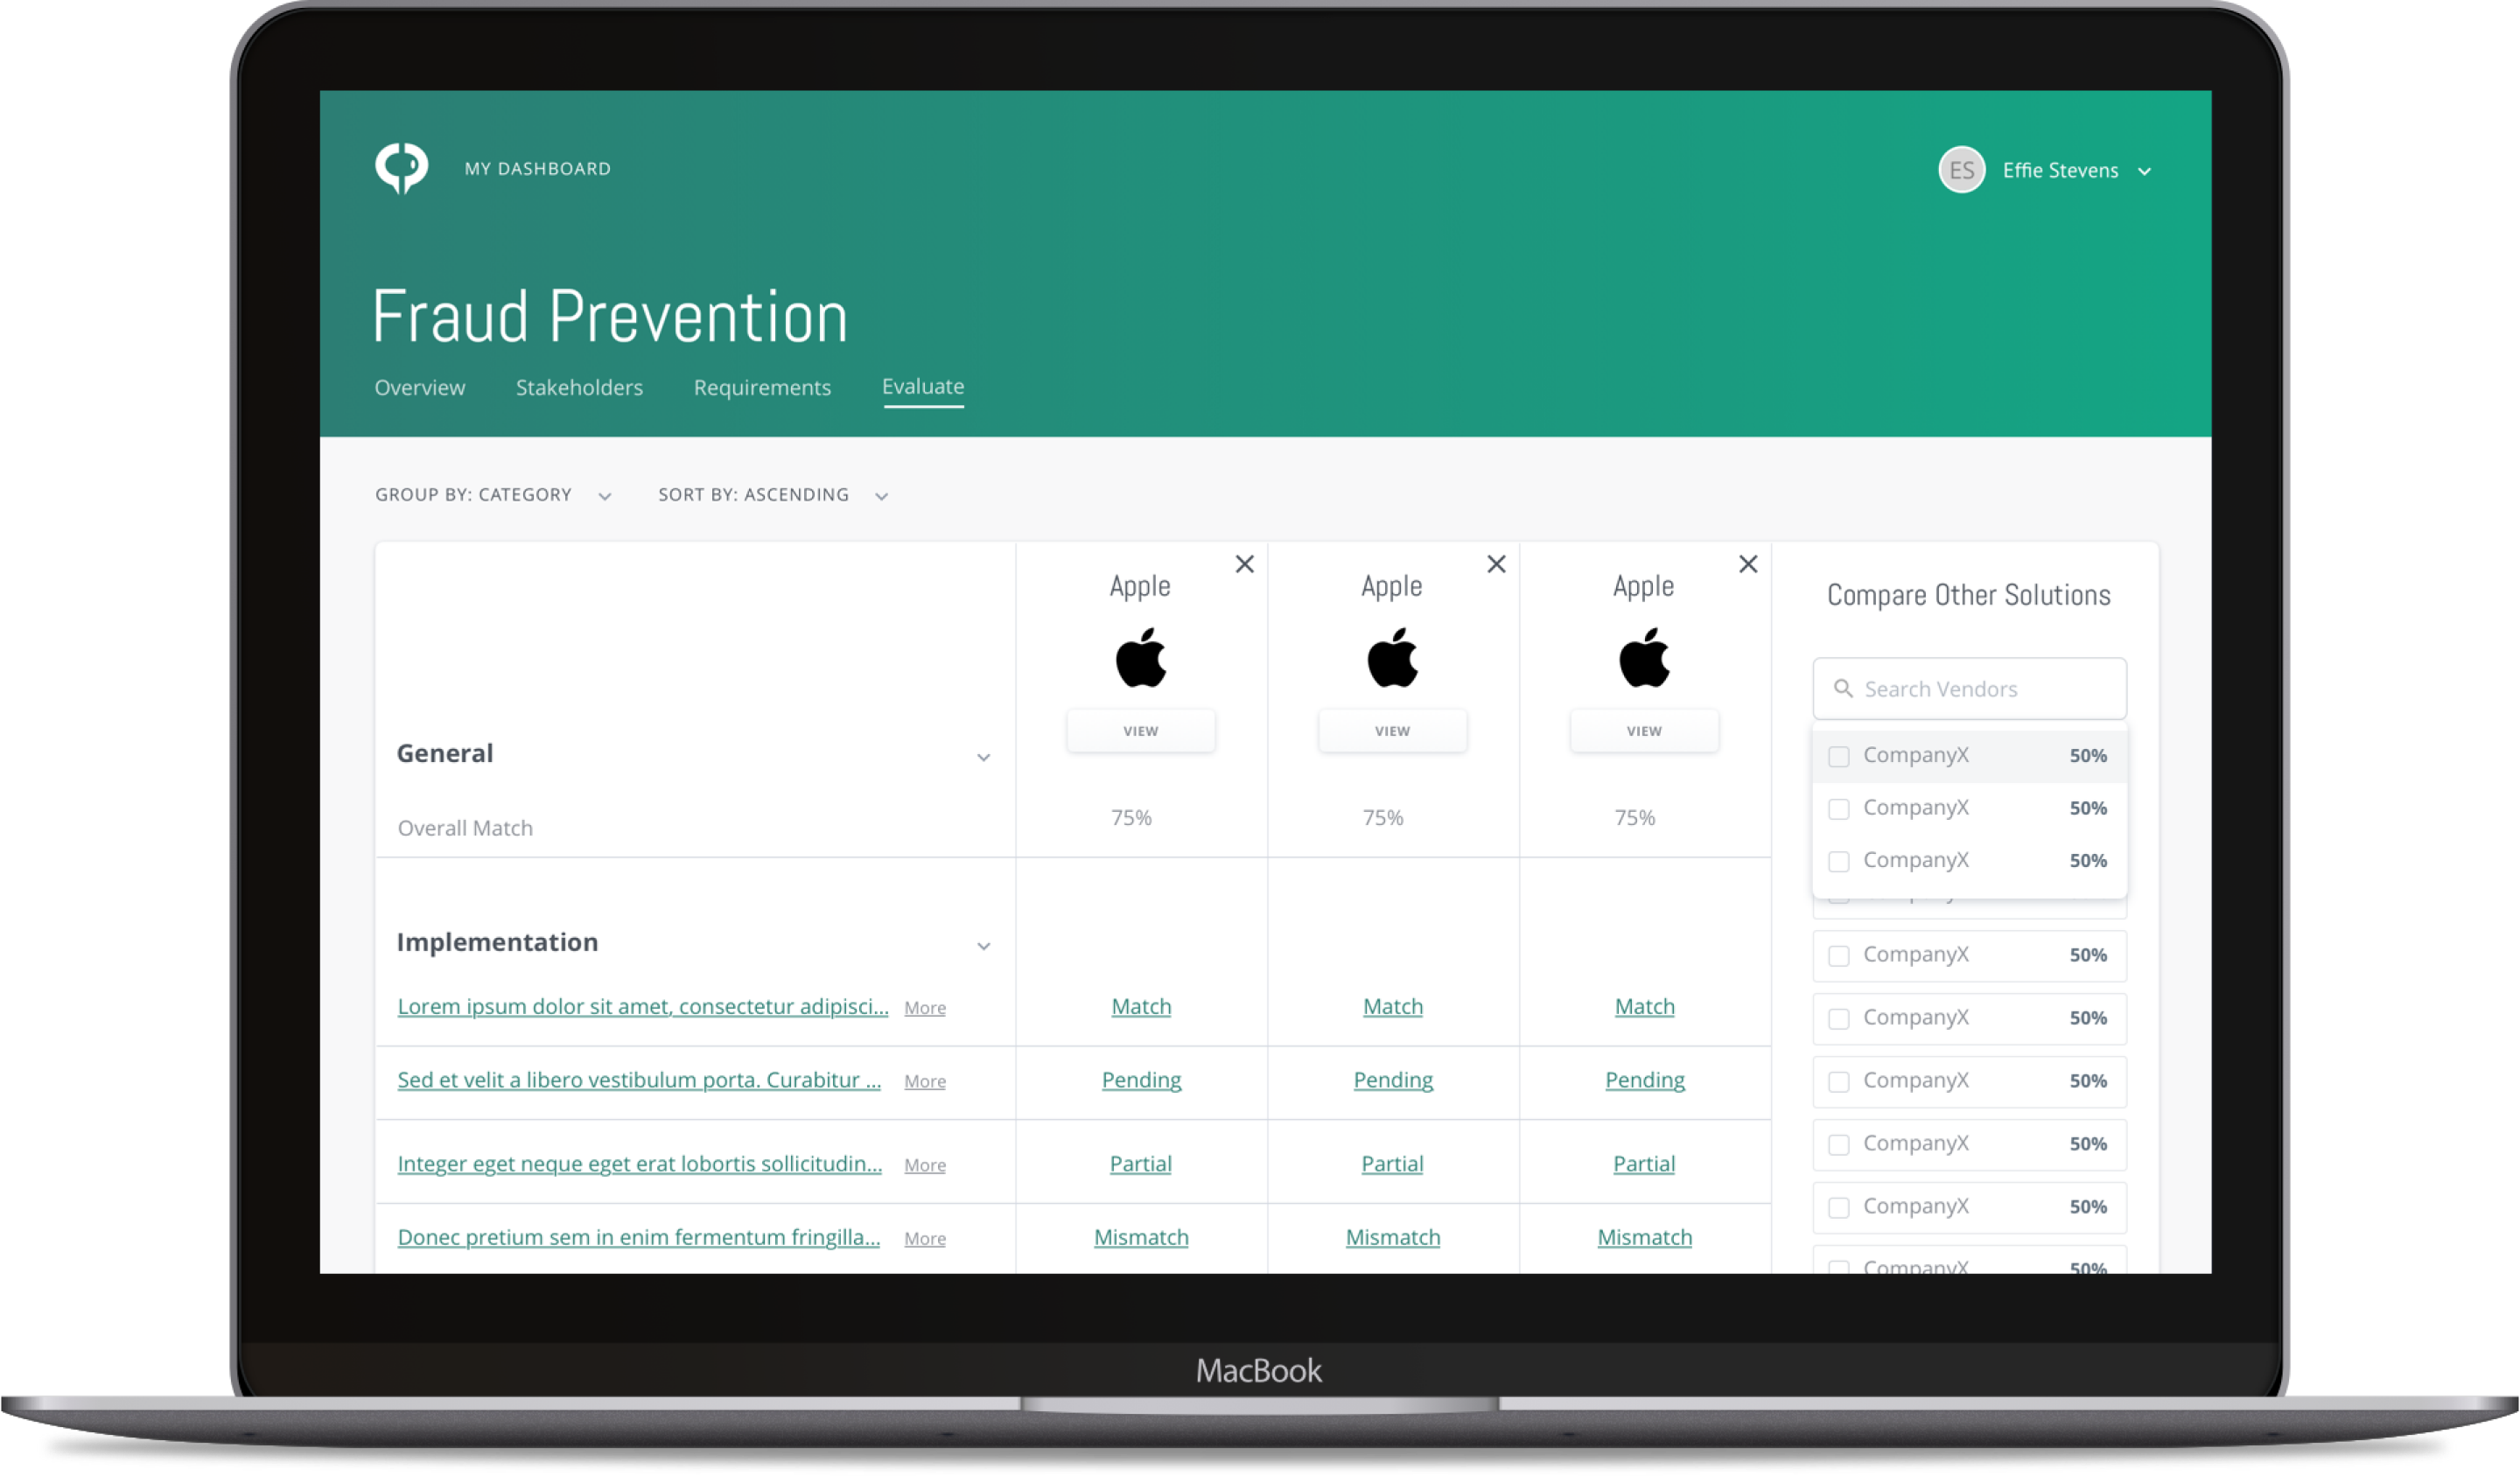 MY DASHBOARD
ES Effie Stevens
Fraud Prevention
Overview Stakeholders Requirements Evaluate
GROUP BY: CATEGORY SORT BY: ASCENDING
Apple Apple Apple Compare Other Solutions
Search Vendors
VIEW VIEW VIEW
General CompanyX 50%
CompanyX 50%
Overall Match 75% 75% 75%
CompanyX 50%
Implementation
CompanyX 50%
Lorem ipsum dolor sit amet, consectetur adipisci... More Match Match Match CompanyX 50%
Sed et velit a libero vestibulum porta. Curabitur ... More Pending Pending Pending CompanyX 50%
Integer eget neque eget erat lobortis sollicitudin... More Partial Partial Partial CompanyX 50%
CompanyX 50%
Donec pretium sem in enim fermentum fringilla... More Mismatch Mismatch Mismatch
CompanyX 50%
MacBook